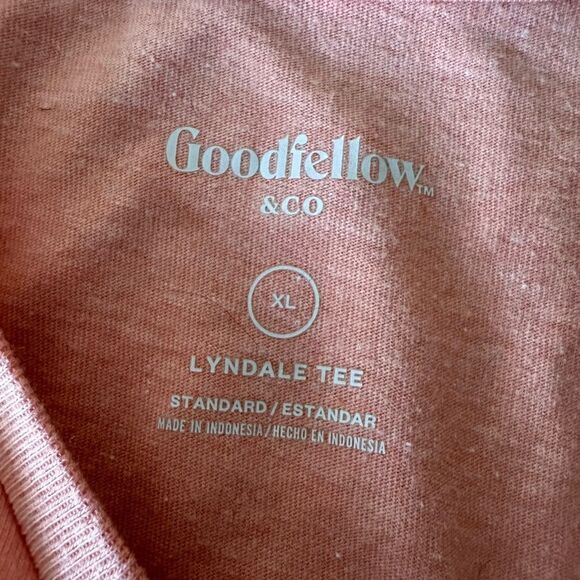 Goodfellow™
&CO
XL
LYNDALE TEE
STANDARD/ESTANDAR
MADE IN INDONESIA/HECHO EN INDONESIA